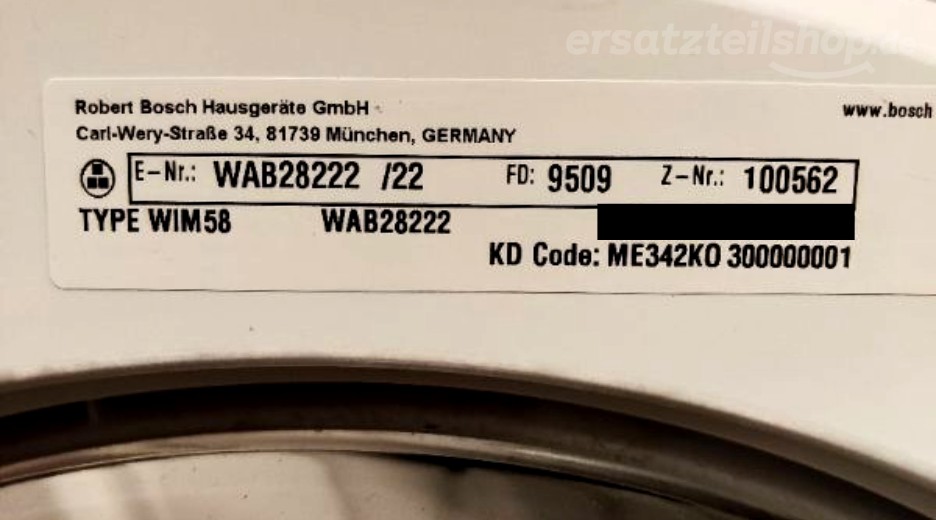 ersatzteilshop.de
Robert Bosch Hausgeräte GmbH
www.bosch
Carl-Wery-Straße 34, 81739 München, GERMANY
E-Nr.: WAB28222 /22 FD: 9509 Z-Nr.: 100562
TYPE WIM58 WAB28222
KD Code: ME342KO 300000001